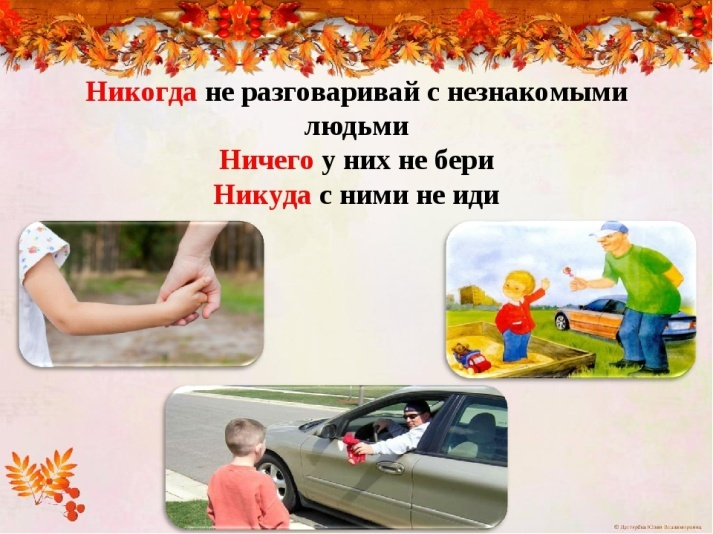 Никогда не разговаривай с незнакомыми
людьми
Ничего у них не бери
Никуда с ними не иди